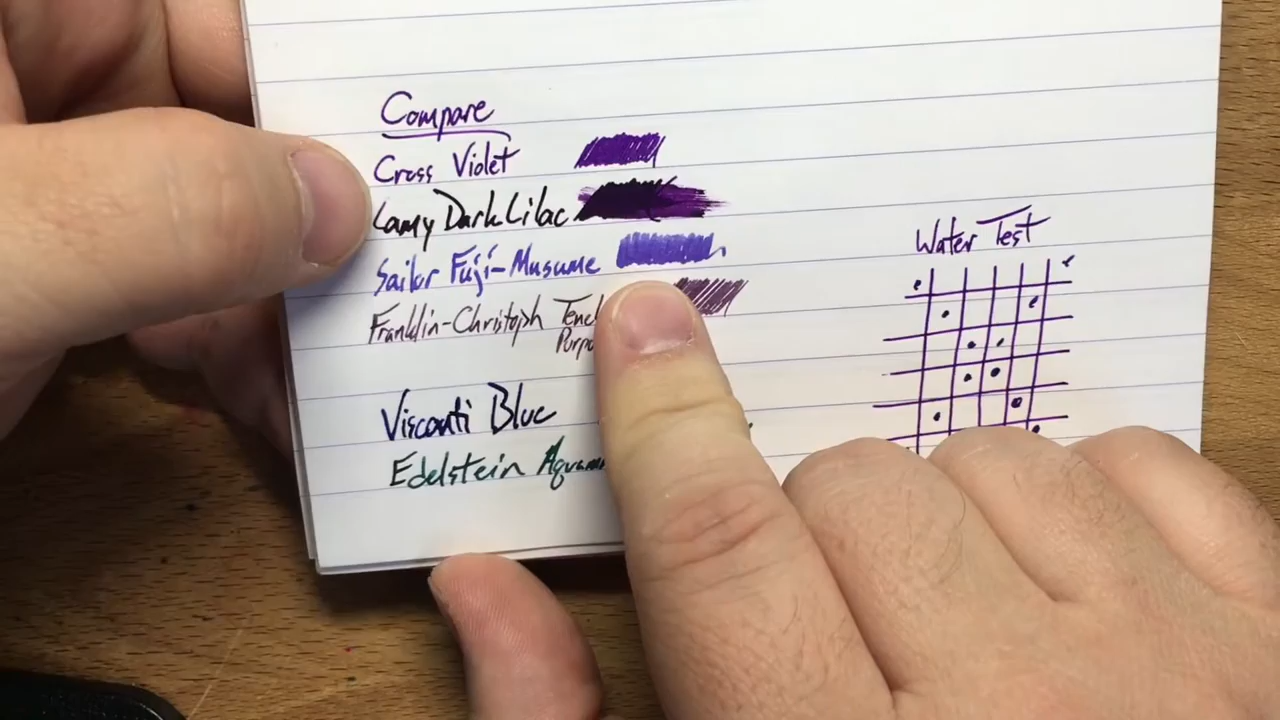 Compare
Cross Violet
Lamy Dark Lilac
Sailor Fuji-Musume
Franklin-Christoph
Visconti Blue
Edelstein
Water Test